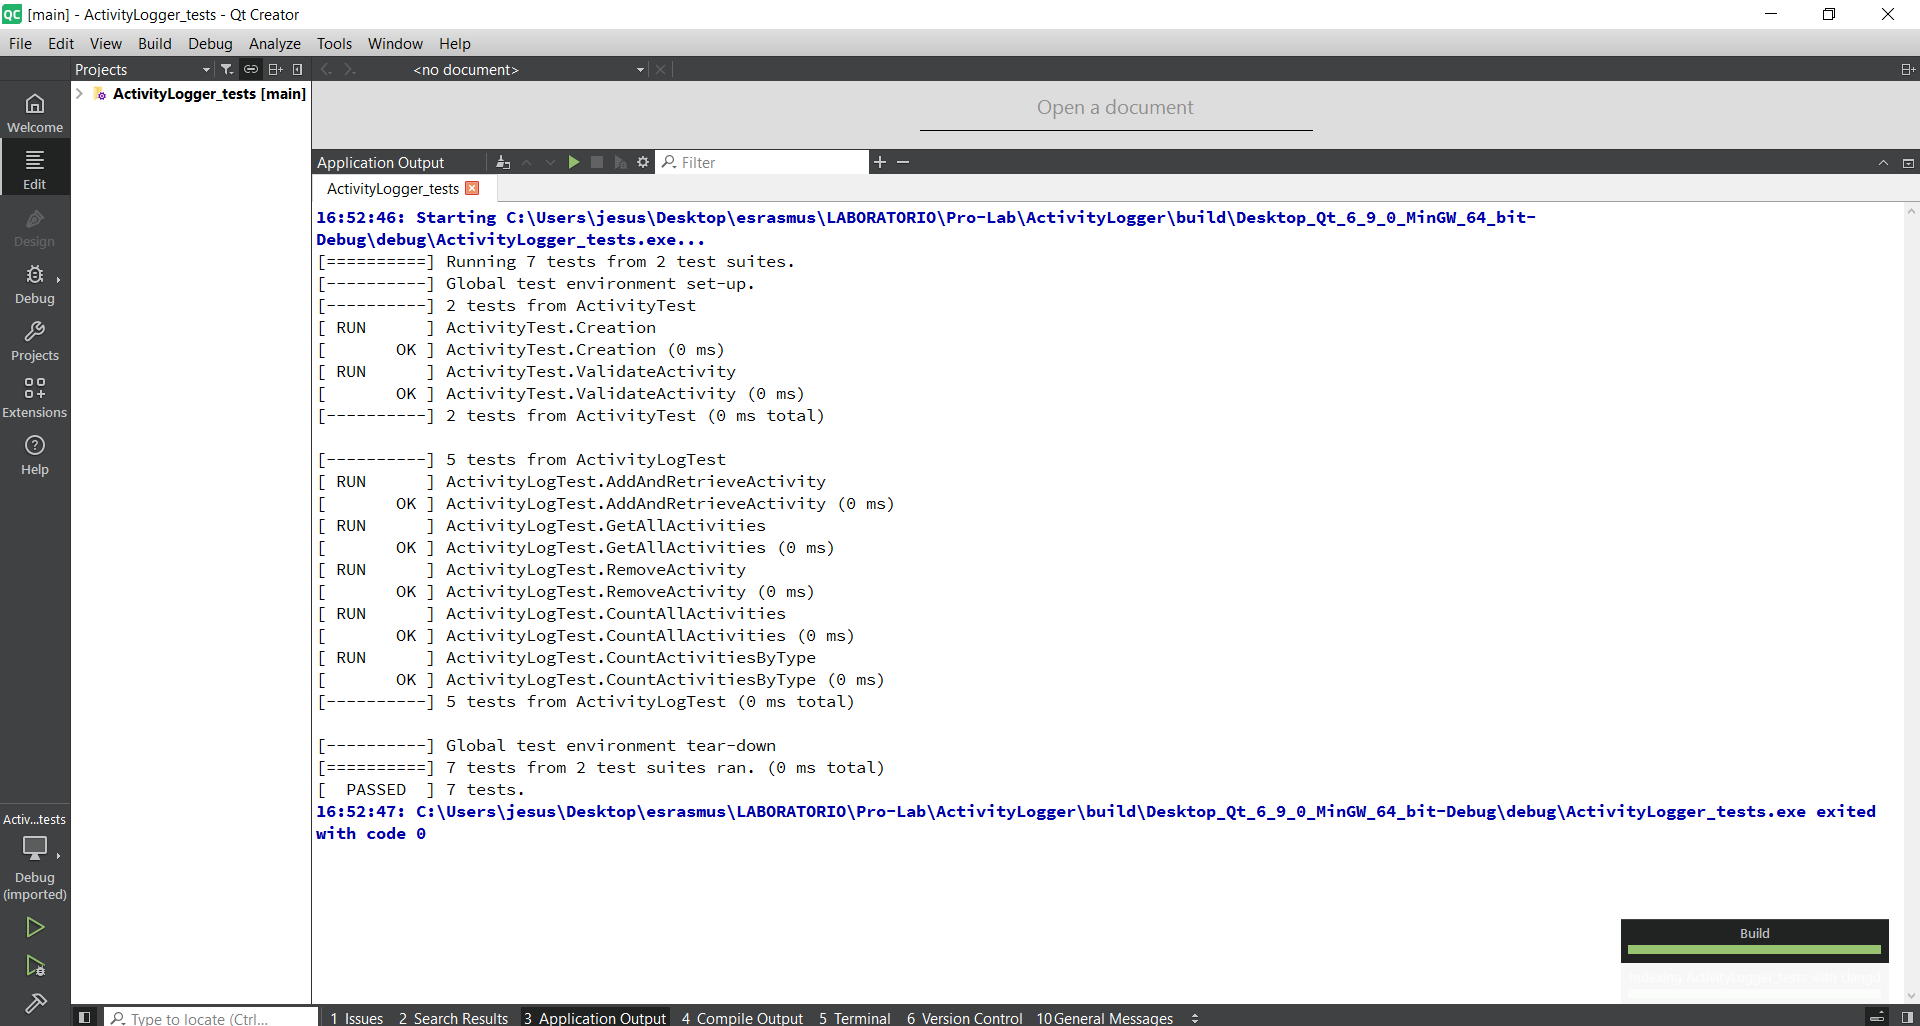 [main] - ActivityLogger_tests - Qt Creator
File Edit View Build Debug Analyze Tools Window Help
Projects <no document>
ActivityLogger_tests [main]
Open a document
Welcome
Edit
Design
Debug
Projects
Extensions
Help
Application Output Filter
ActivityLogger_tests
16:52:46: Starting C:\Users\jesus\Desktop\esrasmus\LABORATORIO\Pro-Lab\ActivityLogger\build\Desktop_Qt_6_9_0_MinGW_64_bit-
Debug\debug\ActivityLogger_tests.exe...
[==========] Running 7 tests from 2 test suites.
[----------] Global test environment set-up.
[----------] 2 tests from ActivityTest
[ RUN      ] ActivityTest.Creation
[       OK ] ActivityTest.Creation (0 ms)
[ RUN      ] ActivityTest.ValidateActivity
[       OK ] ActivityTest.ValidateActivity (0 ms)
[----------] 2 tests from ActivityTest (0 ms total)
[----------] 5 tests from ActivityLogTest
[ RUN      ] ActivityLogTest.AddAndRetrieveActivity
[       OK ] ActivityLogTest.AddAndRetrieveActivity (0 ms)
[ RUN      ] ActivityLogTest.GetAllActivities
[       OK ] ActivityLogTest.GetAllActivities (0 ms)
[ RUN      ] ActivityLogTest.RemoveActivity
[       OK ] ActivityLogTest.RemoveActivity (0 ms)
[ RUN      ] ActivityLogTest.CountAllActivities
[       OK ] ActivityLogTest.CountAllActivities (0 ms)
[ RUN      ] ActivityLogTest.CountActivitiesByType
[       OK ] ActivityLogTest.CountActivitiesByType (0 ms)
[----------] 5 tests from ActivityLogTest (0 ms total)
[----------] Global test environment tear-down
[==========] 7 tests from 2 test suites ran. (0 ms total)
[  PASSED  ] 7 tests.
16:52:47: C:\Users\jesus\Desktop\esrasmus\LABORATORIO\Pro-Lab\ActivityLogger\build\Desktop_Qt_6_9_0_MinGW_64_bit-Debug\debug\ActivityLogger_tests.exe exited
with code 0
Activ...tests
Debug
(imported)
Build
Type to locate (Ctrl... 1 Issues 2 Search Results 3 Application Output 4 Compile Output 5 Terminal 6 Version Control 10 General Messages